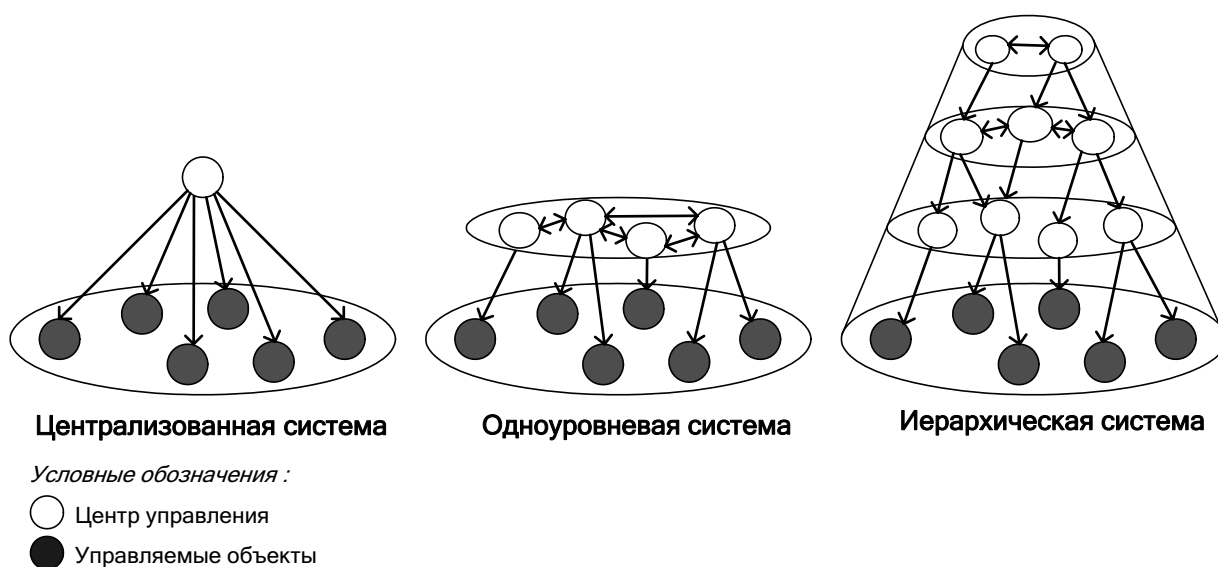 Централизованная система
Одноуровневая система
Иерархическая система
Условные обозначения :
Центр управления
Управляемые объекты